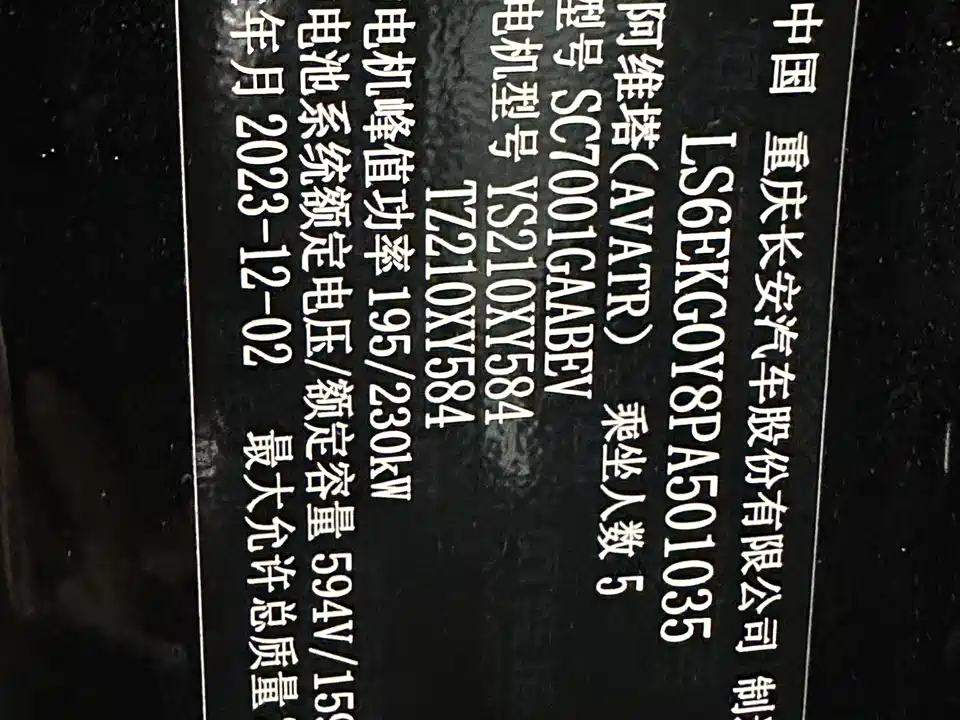 中国 重庆长安汽车股份有限公司 制
LS6EKG0Y8PA501035
阿维塔(AVATR) 乘坐人数 5
型号 SC7001GAABEV
电机型号 YS210XY584
TZ210XY584
电机峰值功率 195/230kW
电池系统额定电压/额定容量 594V/15
年月 2023-12-02 最大允许总质量